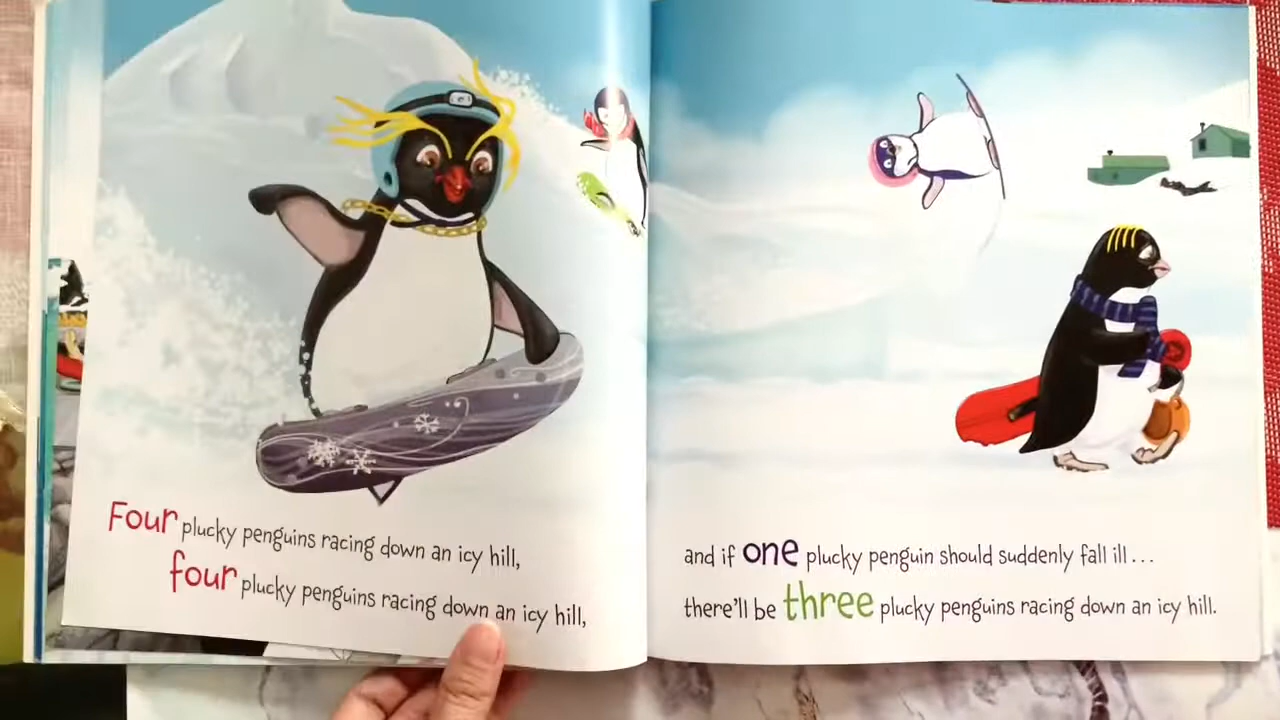 Four plucky penguins racing down an icy hill,
four plucky penguins racing down an icy hill,
and if one plucky penguin should suddenly fall ill...
there'll be three plucky penguins racing down an icy hill.